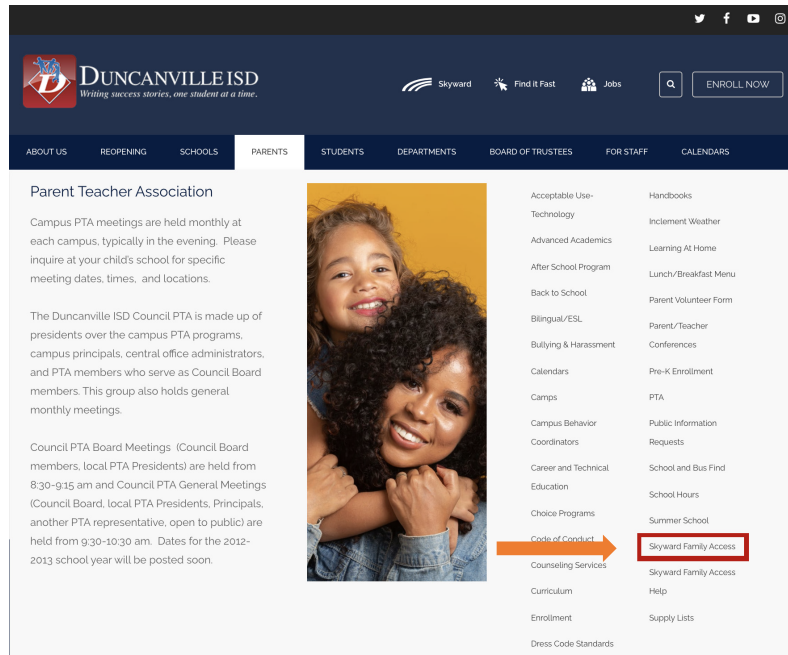 DUNCANVILLE ISD
Writing success stories, one student at a time.
Skyward
Find it Fast
Jobs
ENROLL NOW
ABOUT US
REOPENING
SCHOOLS
PARENTS
STUDENTS
DEPARTMENTS
BOARD OF TRUSTEES
FOR STAFF
CALENDARS
Parent Teacher Association
Campus PTA meetings are held monthly at
each campus, typically in the evening. Please
inquire at your child's school for specific
meeting dates, times, and locations.
The Duncanville ISD Council PTA is made up of
presidents over the campus PTA programs,
campus principals, central office administrators,
and PTA members who serve as Council Board
members. This group also holds general
monthly meetings.
Council PTA Board Meetings (Council Board
members, local PTA Presidents) are held from
8:30-9:15 am and Council PTA General Meetings
(Council Board, local PTA Presidents, Principals,
another PTA representative, open to public) are
held from 9:30-10:30 am. Dates for the 2012-
2013 school year will be posted soon.
Acceptable Use-
Technology
Advanced Academics
After School Program
Back to School
Bilingual/ESL
Bullying & Harassment
Calendars
Camps
Campus Behavior
Coordinators
Career and Technical
Education
Choice Programs
Code of Conduct
Counseling Services
Curriculum
Enrollment
Dress Code Standards
Handbooks
Inclement Weather
Learning At Home
Lunch/Breakfast Menu
Parent Volunteer Form
Parent/Teacher
Conferences
Pre-K Enrollment
PTA
Public Information
Requests
School and Bus Find
School Hours
Summer School
Skyward Family Access
Skyward Family Access
Help
Supply Lists